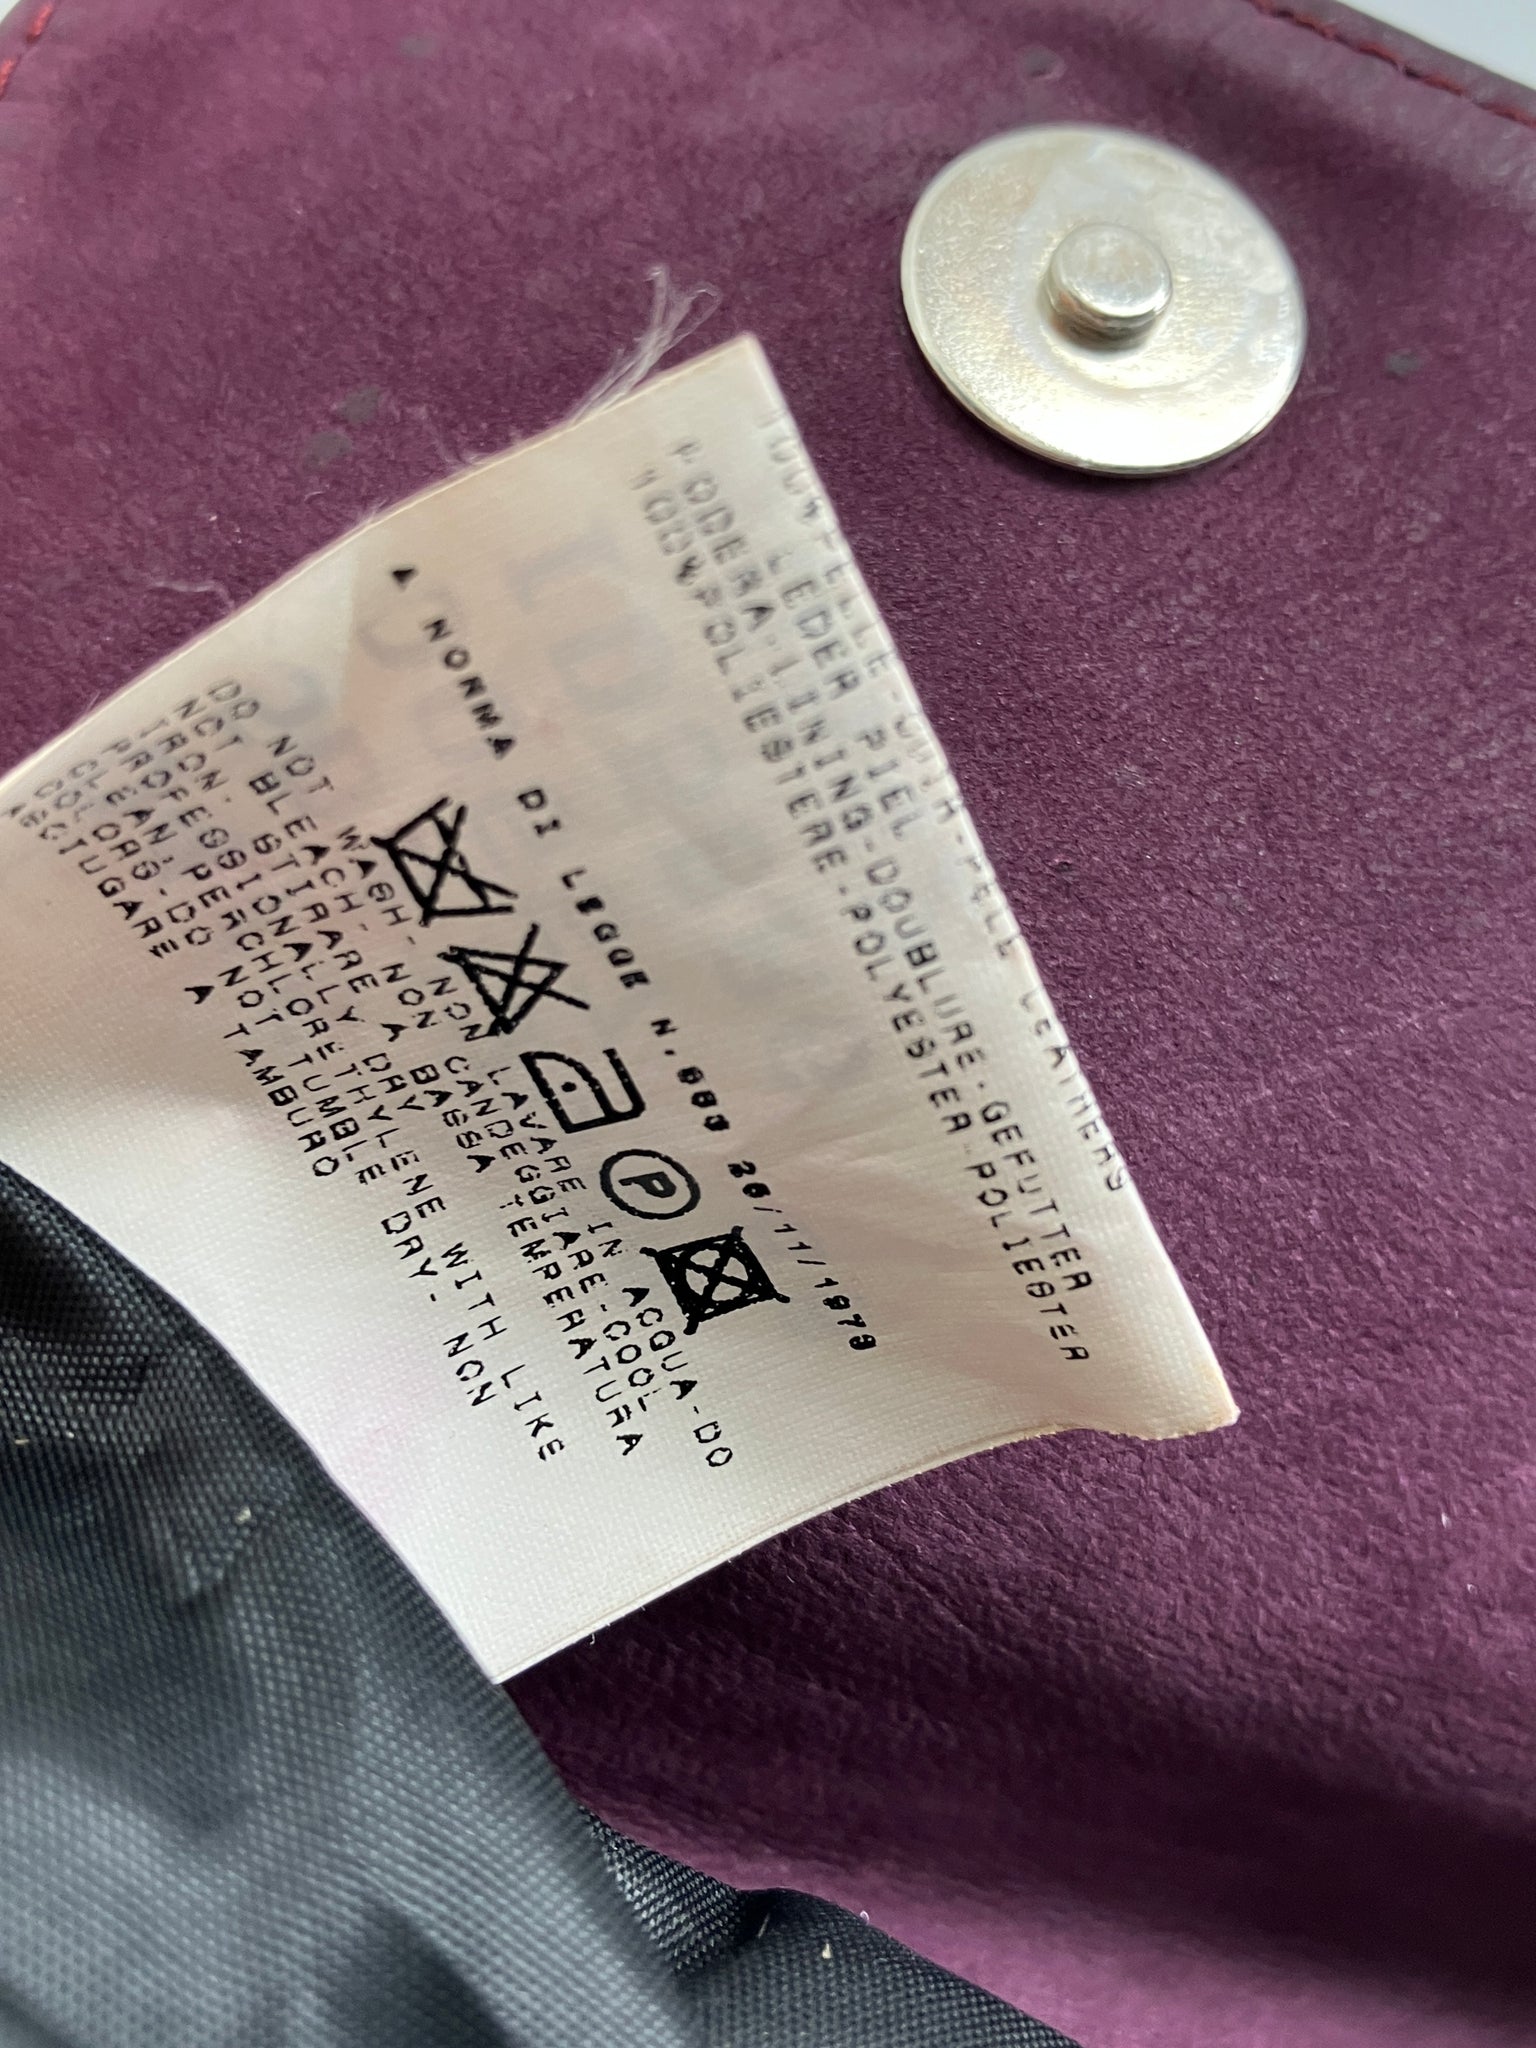 100%PELLE-CUIR-PELL LEATHERS
LEDER PIEL
FODERA-LINING-DOUBLURE-GEFUTTER
100%POLIESTERE-POLYESTER-POLIESTER
A NORMA DI LEGGE N.883 26/11/1973
P
DO NOT WASH- NON LAVARE IN ACQUA-DO
NOT BLEACH- NON CANDEGGIARE-COOL
IRON. STIRARE A BASSA TEMPERATURA
PROFESSIONALLY DRY
CLEAN:PERCHLORETHYLENE WITH LIKE
COLORS-DO NOT TUMBLE DRY- NON
ASCIUGARE A TAMBURO